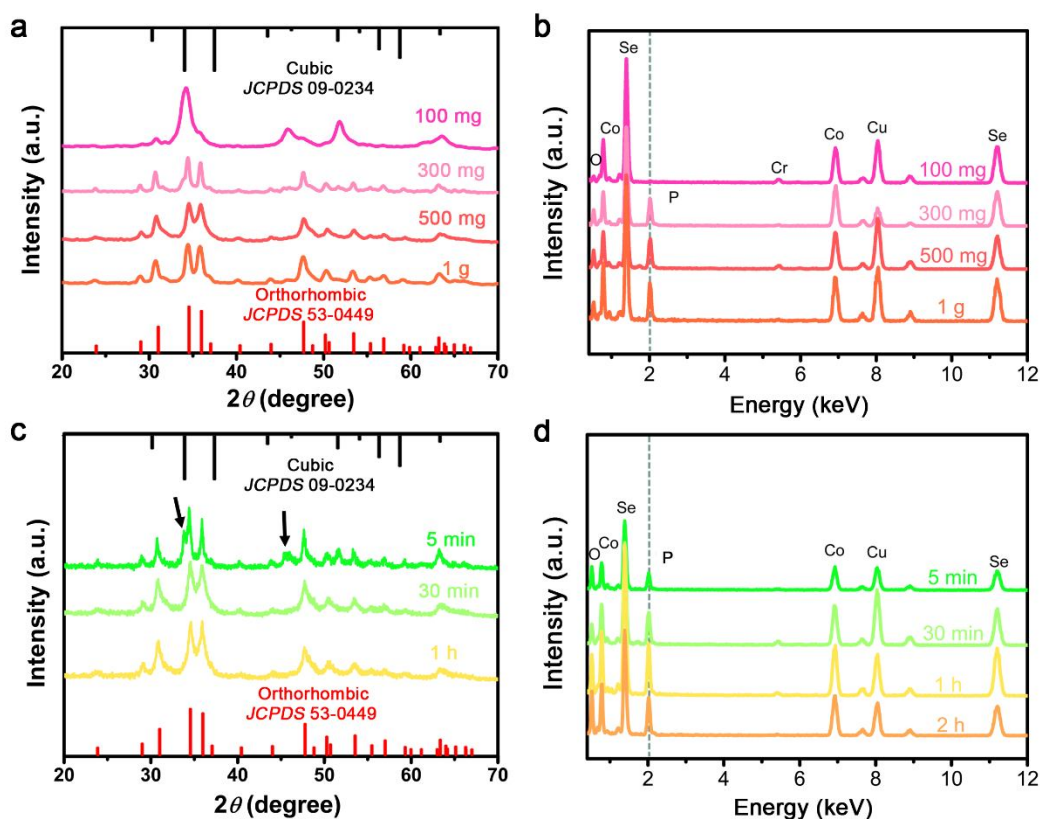 a
Cubic
JCPDS 09-0234
100 mg
300 mg
500 mg
1 g
Orthorhombic
JCPDS 53-0449
Intensity (a.u.)
20 30 40 50 60 70
2θ (degree)
b
Se
Co
O
Cr
P
Co
Cu
Se
100 mg
300 mg
500 mg
1 g
Intensity (a.u.)
2 4 6 8 10 12
Energy (keV)
c
Cubic
JCPDS 09-0234
5 min
30 min
1 h
Orthorhombic
JCPDS 53-0449
Intensity (a.u.)
20 30 40 50 60 70
2θ (degree)
d
Se
O
Co
P
Co
Cu
Se
5 min
30 min
1 h
2 h
Intensity (a.u.)
2 4 6 8 10 12
Energy (keV)